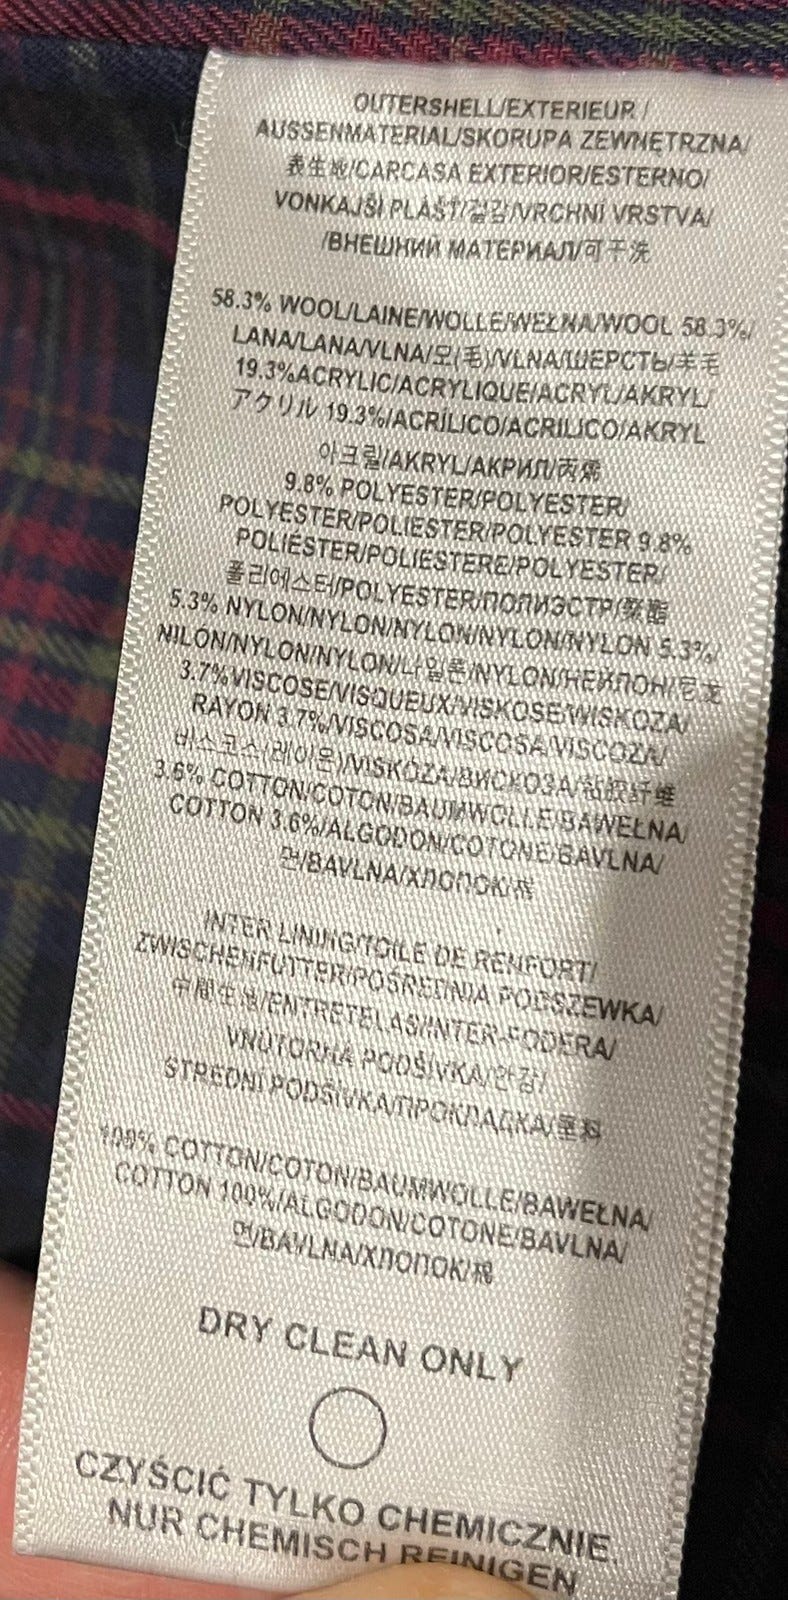 OUTERSHELL/EXTERIEUR/
AUSSENMATERIAL/SKORUPA ZEWNĘTRZNA/
表生地/CARCASA EXTERIOR/ESTERNO/
VONKAJŠÍ PLÁŠŤ/겉감/VRCHNÍ VRSTVA/
/ВНЕШНИЙ МАТЕРИАЛ/可干洗
58.3% WOOL/LAINE/WOLLE/WEŁNA/WOOL 58.3%/
LANA/LANA/VLNA/모(毛)/VLNA/ШЕРСТЬ/羊毛
19.3%ACRYLIC/ACRYLIQUE/ACRYL/AKRYL/
アクリル 19.3%/ACRÍLICO/ACRILICO/AKRYL
아크릴/AKRYL/АКРИЛ/丙烯
9.8% POLYESTER/POLYESTER/
POLYESTER/POLIESTER/POLYESTER 9.8%
POLIÉSTER/POLIESTERE/POLYESTER/
폴리에스터/POLYESTER/ПОЛИЭСТР/聚酯
5.3% NYLON/NYLON/NYLON/NYLON/NYLON 5.3%/
NILÓN/NYLON/NYLON/나일론/NYLON/НЕЙЛОН/尼龙
3.7%VISCOSE/VISQUEUX/VISKOSE/WISKOZA/
RAYON 3.7%/VISCOSA/VISCOSA/VISCOZA/
비스코스(레이온)/VISKÓZA/ВИСКОЗА/粘胶纤维
3.6% COTTON/COTON/BAUMWOLLE/BAWEŁNA/
COTTON 3.6%/ALGODON/COTONE/BAVLNA/
면/BAVLNA/ХЛОПОК/棉
INTER LINING/TOILE DE RENFORT/
ZWISCHENFUTTER/POŚREDNIA PODSZEWKA/
中間生地/ENTRETELAS/INTER-FODERA/
VNÚTORNÁ PODŠÍVKA/안감/
STŘEDNÍ PODŠÍVKA/ПРОКЛАДКА/垫料
100% COTTON/COTON/BAUMWOLLE/BAWEŁNA/
COTTON 100%/ALGODON/COTONE/BAVLNA/
면/BAVLNA/ХЛОПОК/棉
DRY CLEAN ONLY
CZYŚCIĆ TYLKO CHEMICZNIE.
NUR CHEMISCH REINIGEN